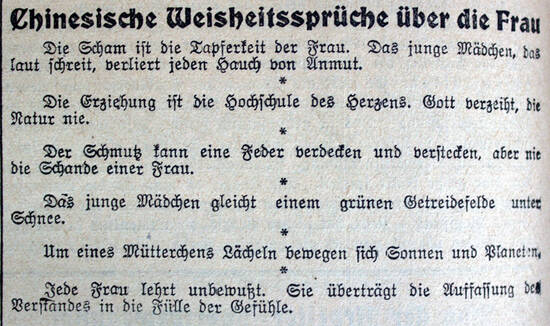 Chinesische Weisheitssprüche über die Frau
Die Scham ist die Tapferkeit der Frau. Das junge Mädchen, das
laut schreit, verliert jeden Hauch von Anmut.
*
Die Erziehung ist die Hochschule des Herzens. Gott verzeiht, die
Natur nie.
*
Der Schmutz kann eine Feder verdecken und verstecken, aber nie
die Schande einer Frau.
*
Das junge Mädchen gleicht einem grünen Getreidefelde unter
Schnee.
*
Um eines Mütterchens Lächeln bewegen sich Sonnen und Planeten.
*
Jede Frau lehrt unbewußt. Sie überträgt die Auffassung des
Verstandes in die Fülle der Gefühle.